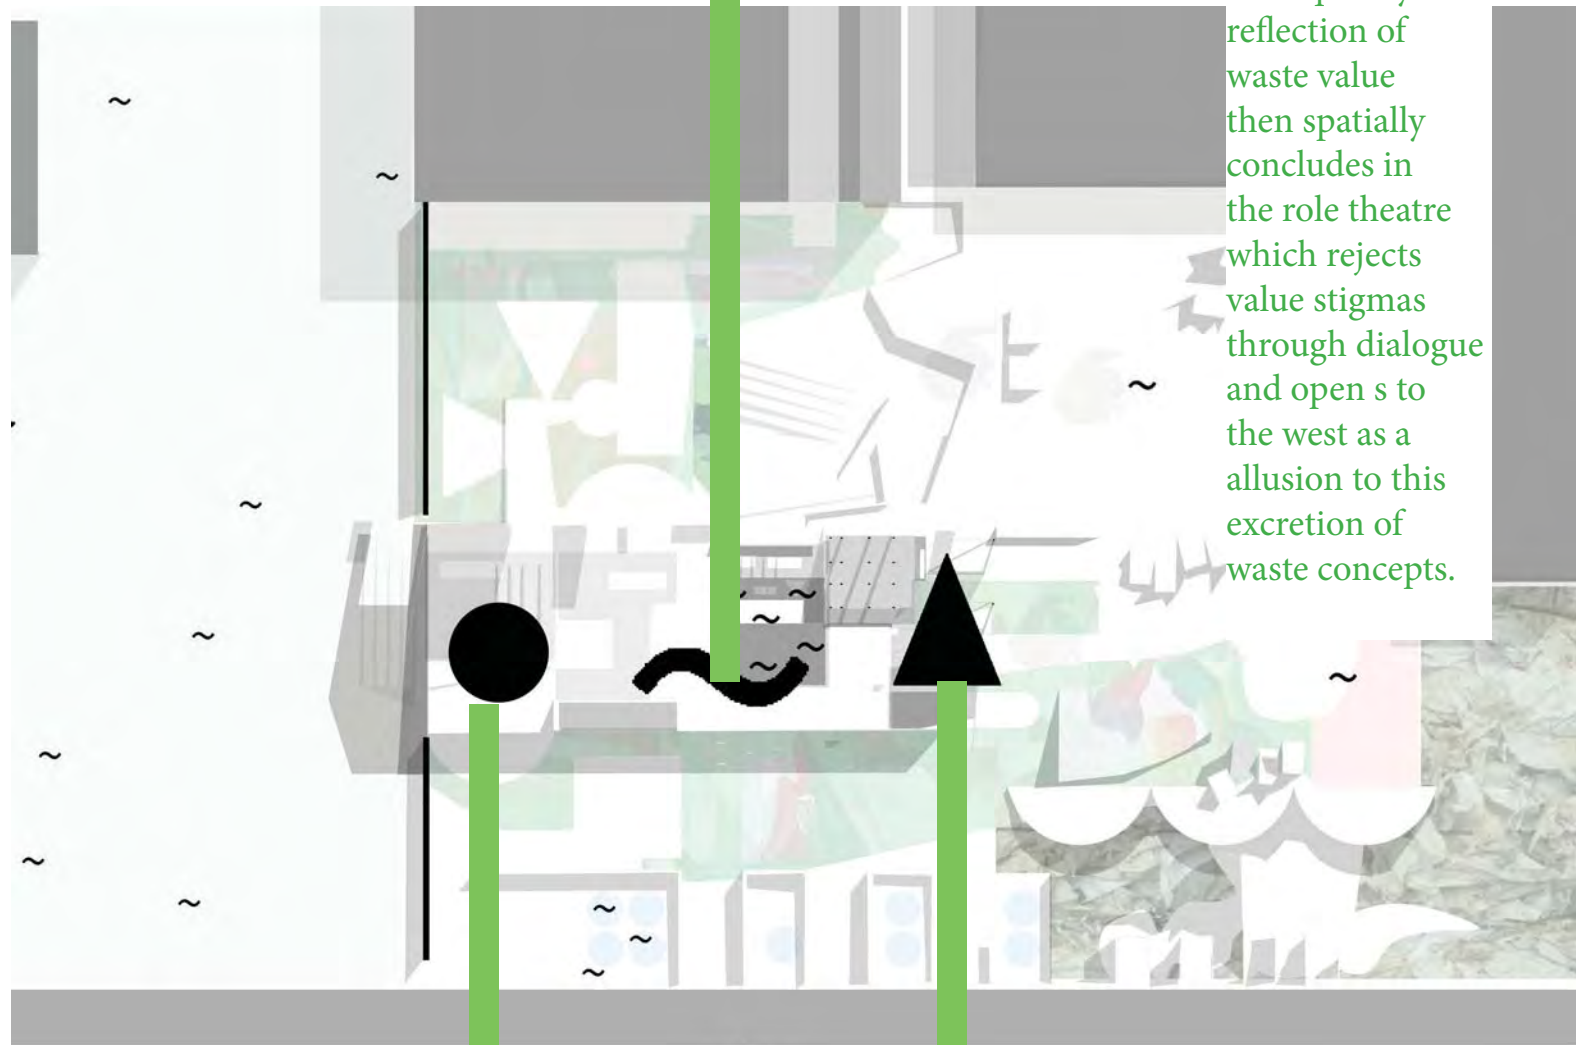 reflection of
waste value
then spatially
concludes in
the role theatre
which rejects
value stigmas
through dialogue
and open s to
the west as a
allusion to this
excretion of
waste concepts.